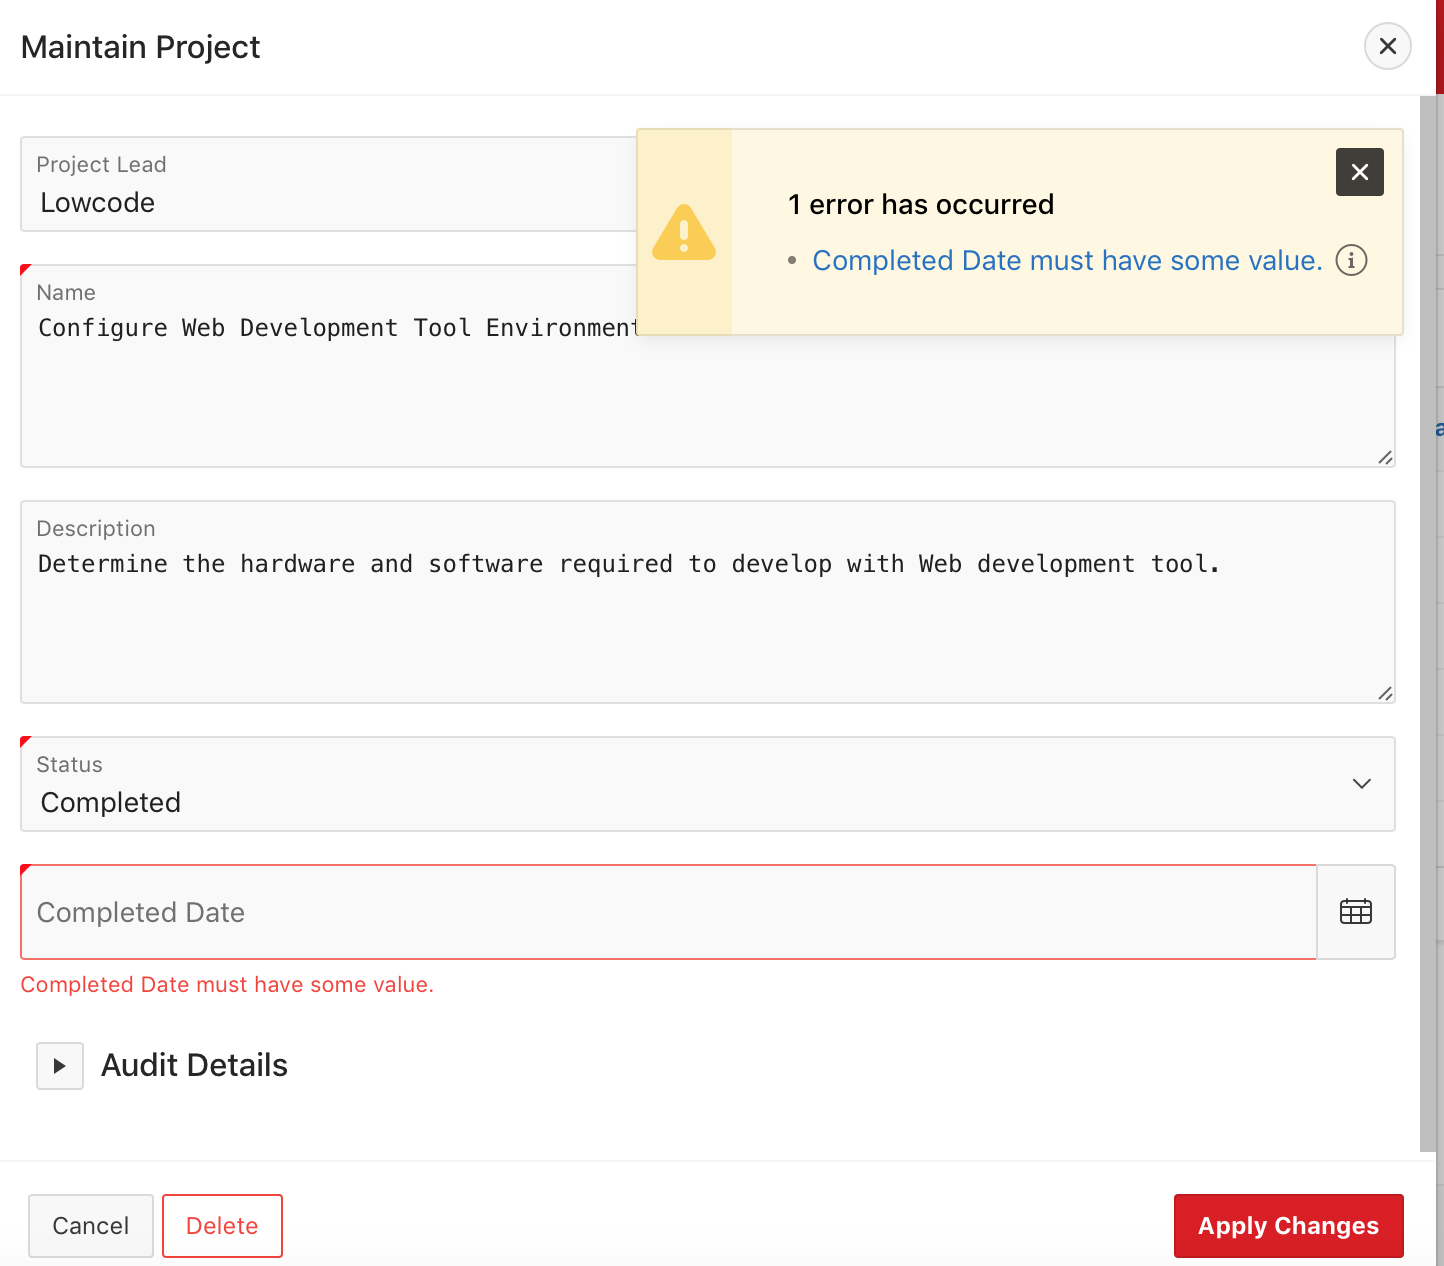 Maintain Project
Project Lead
Lowcode
1 error has occurred
• Completed Date must have some value.
Name
Configure Web Development Tool Environment
Description
Determine the hardware and software required to develop with Web development tool.
Status
Completed
Completed Date
Completed Date must have some value.
Audit Details
Cancel
Delete
Apply Changes